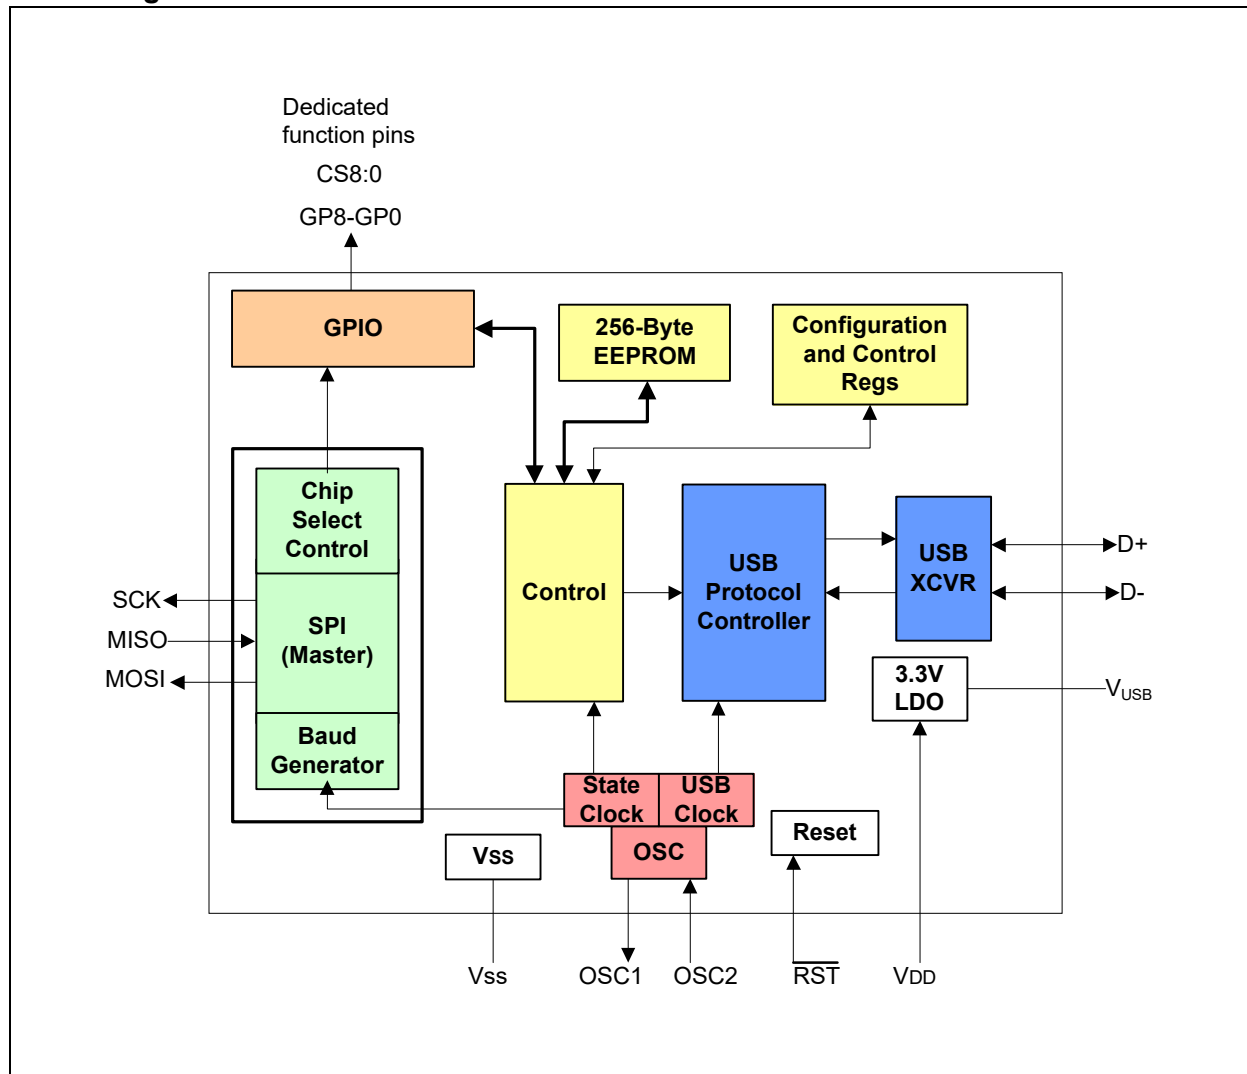 Dedicated
function pins
CS8:0
GP8-GP0
GPIO
256-Byte
EEPROM
Configuration
and Control
Regs
Chip
Select
Control
SPI
(Master)
Baud
Generator
SCK
MISO
MOSI
Control
USB
Protocol
Controller
USB
XCVR
D+
D-
3.3V
LDO
VUSB
State
Clock
USB
Clock
OSC
Reset
Vss
Vss
OSC1
OSC2
RST
VDD